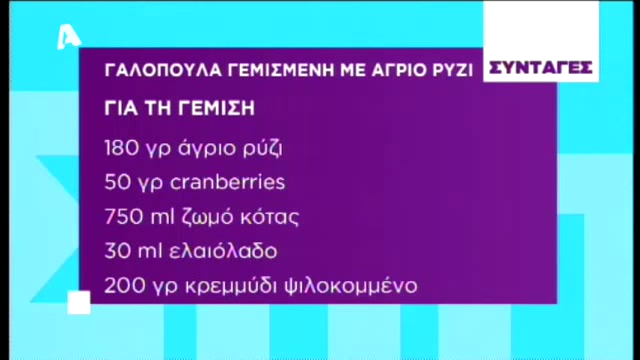 A
ΣΥΝΤΑΓΕΣ
ΓΑΛΟΠΟΥΛΑ ΓΕΜΙΣΜΕΝΗ ΜΕ ΑΓΡΙΟ ΡΥΖΙ
ΓΙΑ ΤΗ ΓΕΜΙΣΗ
180 γρ άγριο ρύζι
50 γρ cranberries
750 ml ζωμό κότας
30 ml ελαιόλαδο
200 γρ κρεμμύδι ψιλοκομμένο